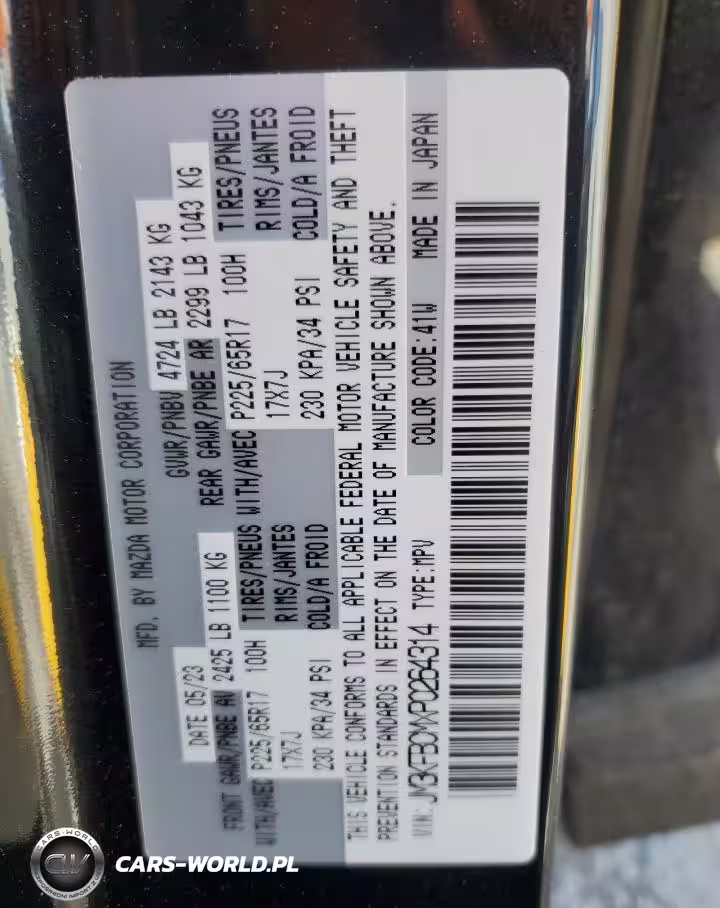 MFD. BY MAZDA MOTOR CORPORATION
DATE 05/23 GVWR/PNBV 4724 LB 2143 KG
FRONT GAWR/PNBE AV 2425 LB 1100 KG REAR GAWR/PNBE AR 2299 LB 1043 KG
WITH/AVEC P225/65R17 100H TIRES/PNEUS WITH/AVEC P225/65R17 100H TIRES/PNEUS
17X7J RIMS/JANTES 17X7J RIMS/JANTES
230 KPA/34 PSI COLD/A FROID 230 KPA/34 PSI COLD/A FROID
THIS VEHICLE CONFORMS TO ALL APPLICABLE FEDERAL MOTOR VEHICLE SAFETY AND THEFT
PREVENTION STANDARDS IN EFFECT ON THE DATE OF MANUFACTURE SHOWN ABOVE.
VIN: JM3KFBCMXP0264314 TYPE:MPV COLOR CODE:41W MADE IN JAPAN
CARS-WORLD
CW
CARS-WORLD.PL